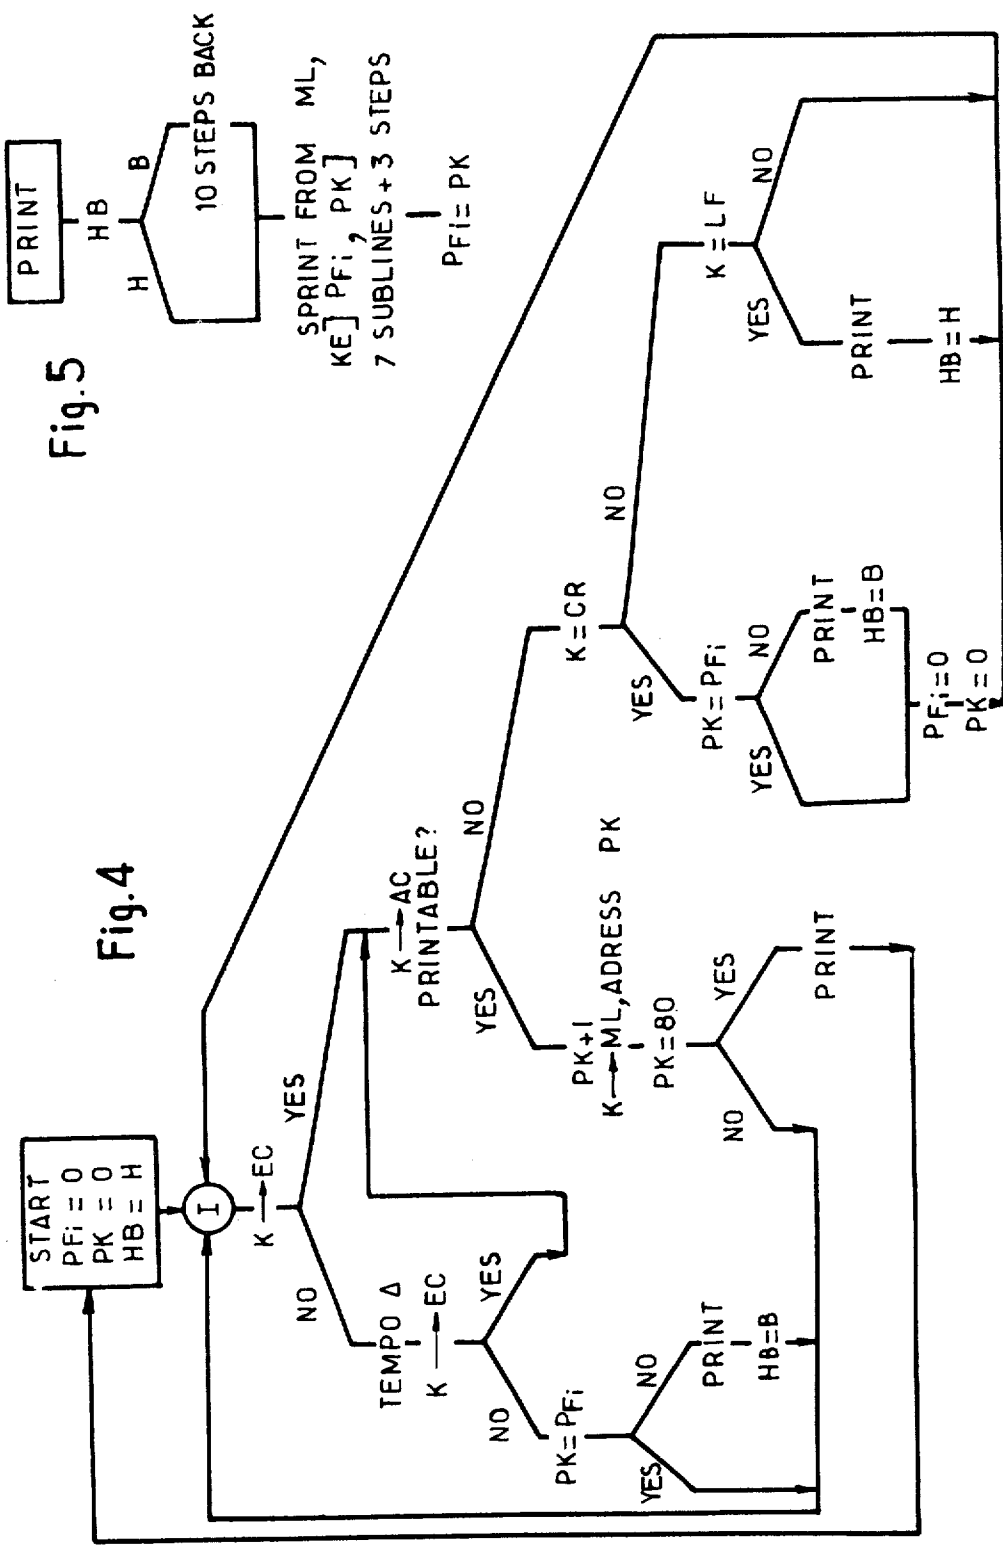 Fig.4
START
PFi = 0
PK = 0
HB = H
I
K → EC
NO
YES
TEMPO Δ
K → EC
NO
YES
PK=PFi
YES
NO
PRINT
HB=B
K → AC
PRINTABLE?
YES
NO
PK+1
K→ML,ADRESS PK
PK=80
NO
YES
PRINT
K=CR
YES
NO
PK=PFi
YES
NO
PRINT
HB=B
PFi=0
PK=0
K=LF
YES
NO
PRINT
HB=H
Fig.5
PRINT
HB
H
B
10 STEPS BACK
SPRINT FROM ML,
KE] PFi, PK]
7 SUBLINES+3 STEPS
PFi= PK